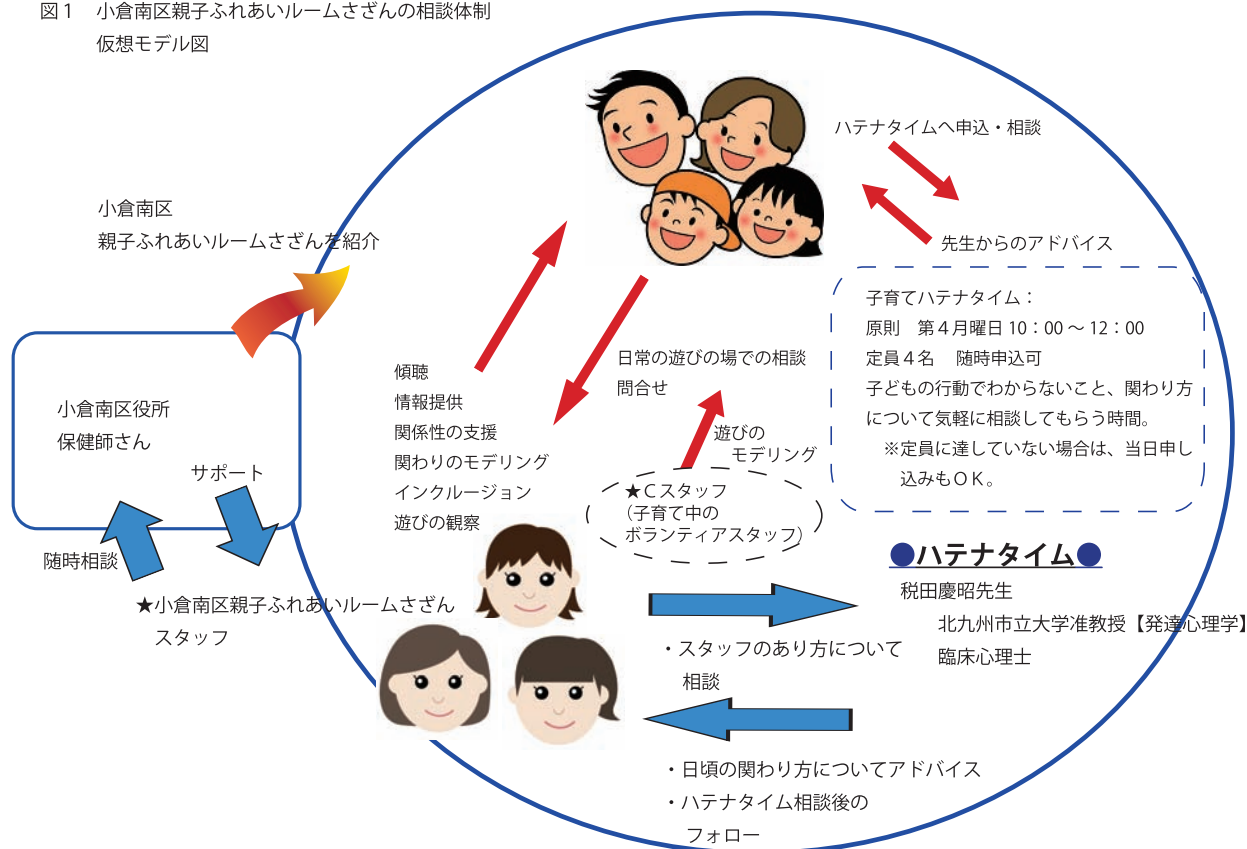 図1 小倉南区親子ふれあいルームさざんの相談体制
仮想モデル図
ハテナタイムへ申込・相談
小倉南区
親子ふれあいルームさざんを紹介
先生からのアドバイス
子育てハテナタイム：
原則 第４月曜日 10：00 ～ 12：00
定員４名 随時申込可
子どもの行動でわからないこと、関わり方
について気軽に相談してもらう時間。
※定員に達していない場合は、当日申し
込みもＯＫ。
日常の遊びの場での相談
問合せ
傾聴
情報提供
関係性の支援
関わりのモデリング
インクルージョン
遊びの観察
遊びの
モデリング
小倉南区役所
保健師さん
サポート
★Ｃスタッフ
（子育て中の
ボランティアスタッフ）
随時相談
●ハテナタイム●
税田慶昭先生
北九州市立大学准教授【発達心理学】
臨床心理士
★小倉南区親子ふれあいルームさざん
スタッフ
・スタッフのあり方について
相談
・日頃の関わり方についてアドバイス
・ハテナタイム相談後の
フォロー